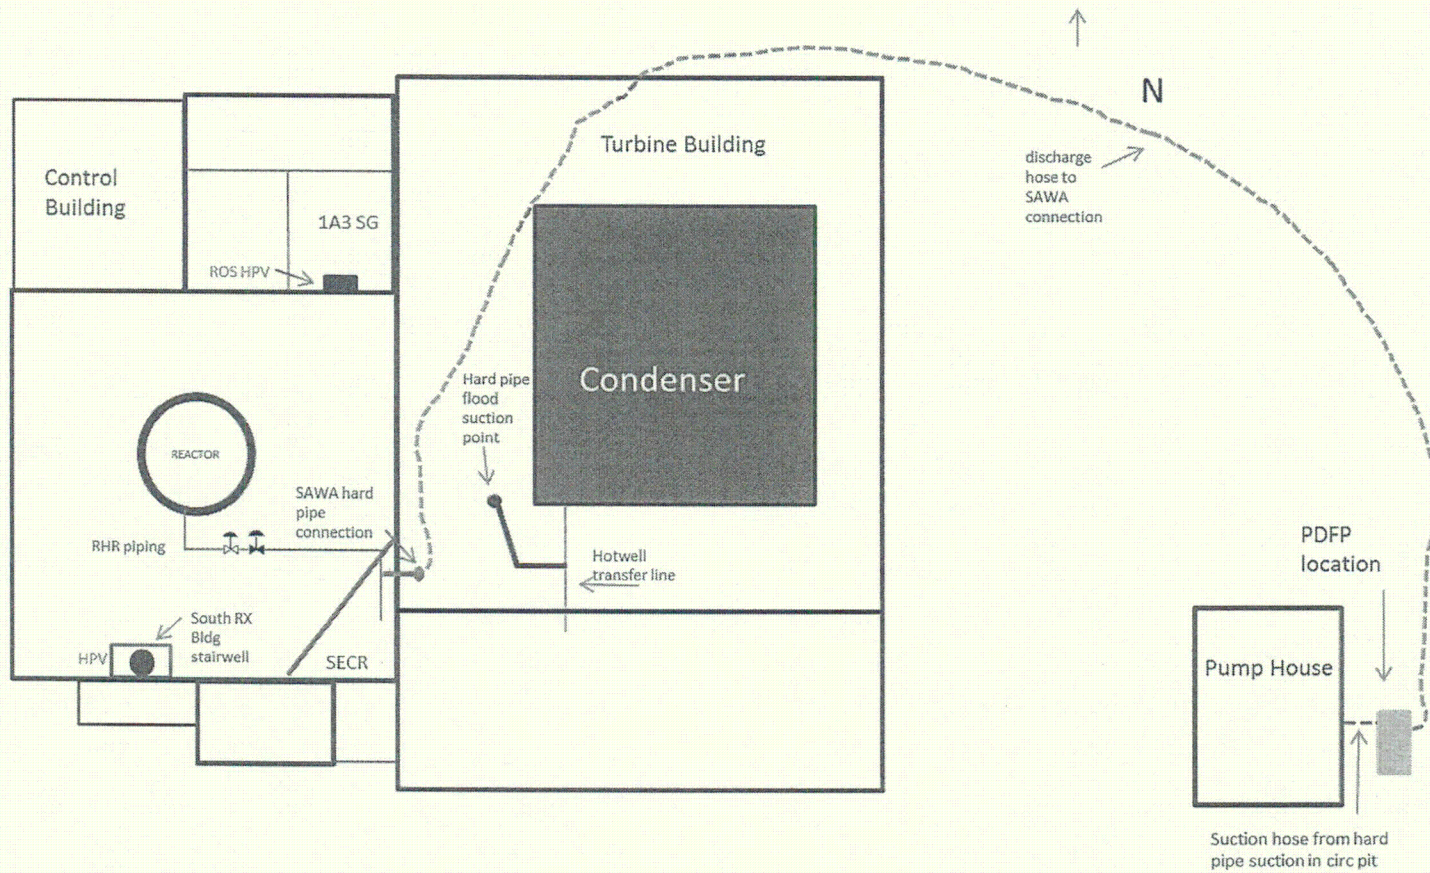 N
Turbine Building
discharge
hose to
SAWA
connection
Control
Building
1A3 SG
ROS HPV
Condenser
Hard pipe
flood
suction
point
REACTOR
SAWA hard
pipe
connection
RHR piping
Hotwell
transfer line
PDFP
location
South RX
Bldg
stairwell
HPV
SECR
Pump House
Suction hose from hard
pipe suction in circ pit